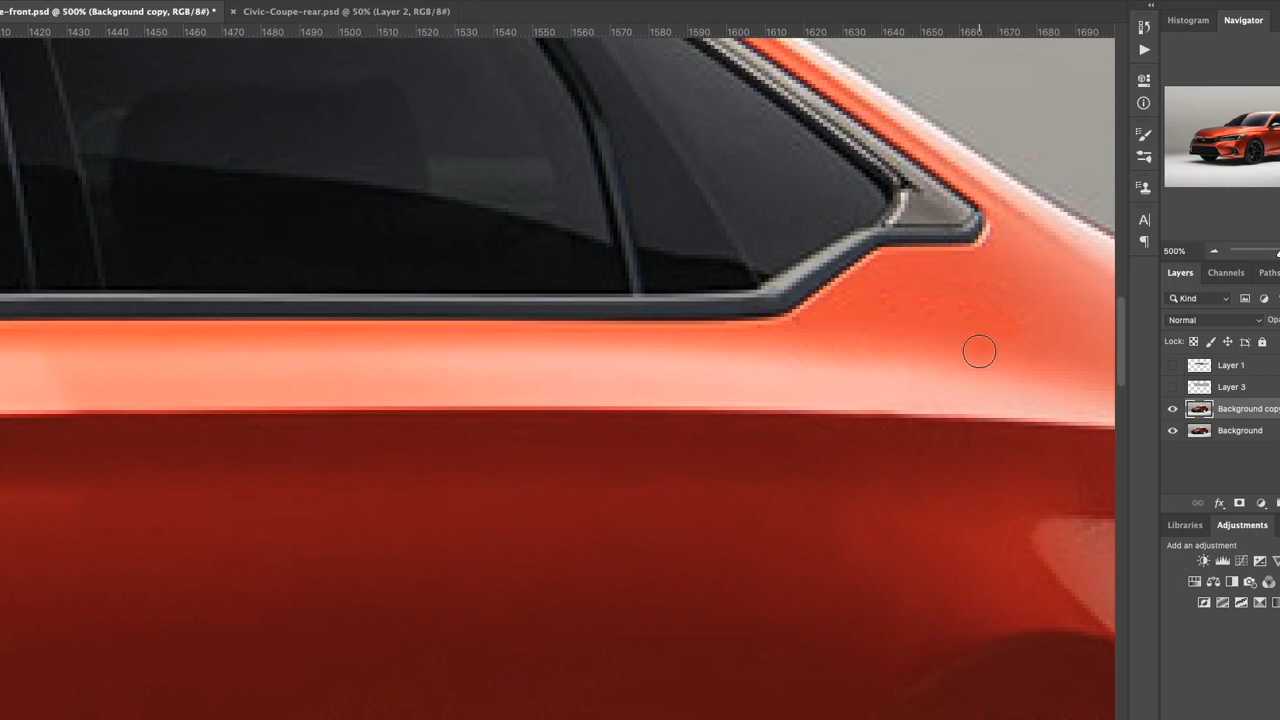 e-front.psd @ 500% (Background copy, RGB/8#) * × Civic-Coupe-rear.psd @ 50% (Layer 2, RGB/8#)
10 1420 1430 1440 1450 1460 1470 1480 1490 1500 1510 1520 1530 1540 1550 1560 1570 1580 1590 1600 1610 1620 1630 1640 1650 1660 1670 1680 1690
Histogram Navigator
500%
Layers Channels Paths
Kind
Normal Opa
Lock:
Layer 1
Layer 3
Background copy
Background
fx
Libraries Adjustments
Add an adjustment
A|
¶